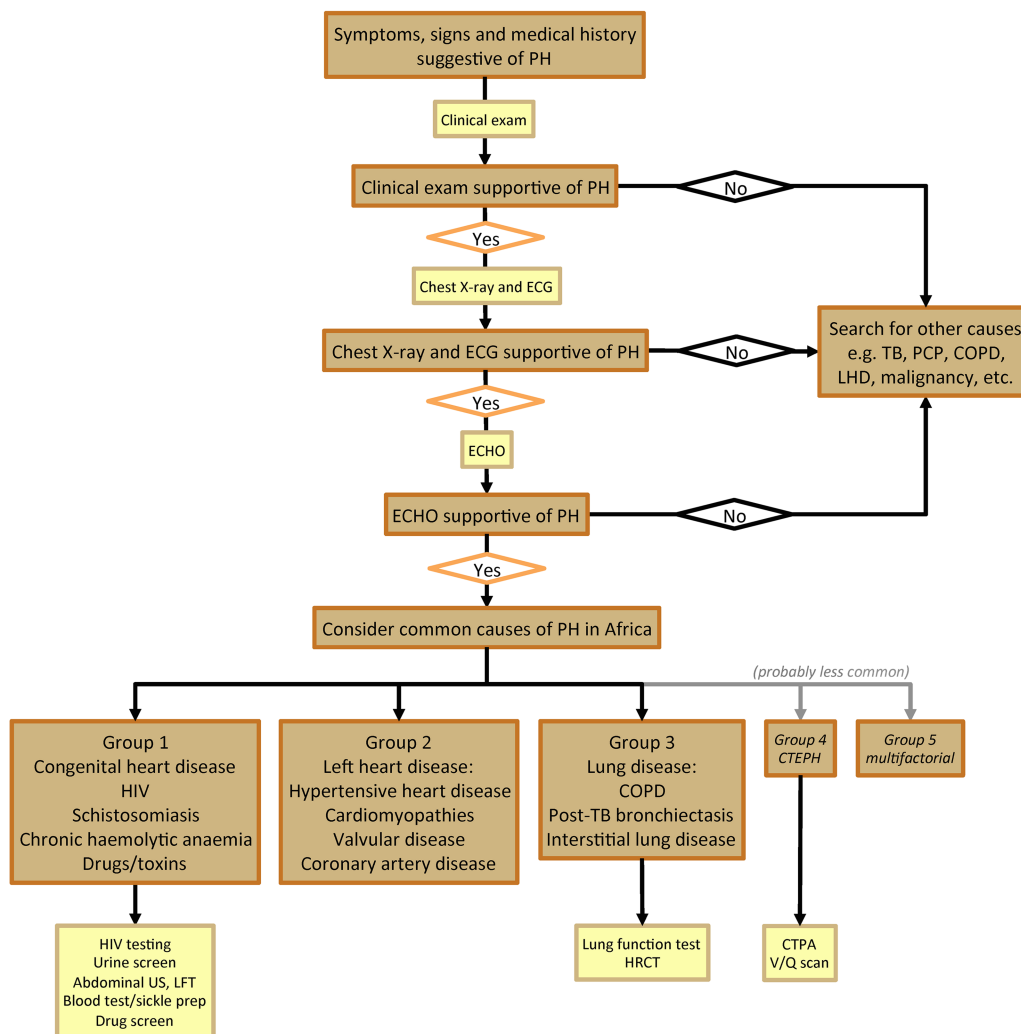 Symptoms, signs and medical history
suggestive of PH
Clinical exam
Clinical exam supportive of PH
No
Yes
Chest X-ray and ECG
Chest X-ray and ECG supportive of PH
No
Search for other causes
e.g. TB, PCP, COPD,
LHD, malignancy, etc.
Yes
ECHO
ECHO supportive of PH
No
Yes
Consider common causes of PH in Africa
(probably less common)
Group 1
Congenital heart disease
HIV
Schistosomiasis
Chronic haemolytic anaemia
Drugs/toxins
Group 2
Left heart disease:
Hypertensive heart disease
Cardiomyopathies
Valvular disease
Coronary artery disease
Group 3
Lung disease:
COPD
Post-TB bronchiectasis
Interstitial lung disease
Group 4
CTEPH
Group 5
multifactorial
HIV testing
Urine screen
Abdominal US, LFT
Blood test/sickle prep
Drug screen
Lung function test
HRCT
CTPA
V/Q scan